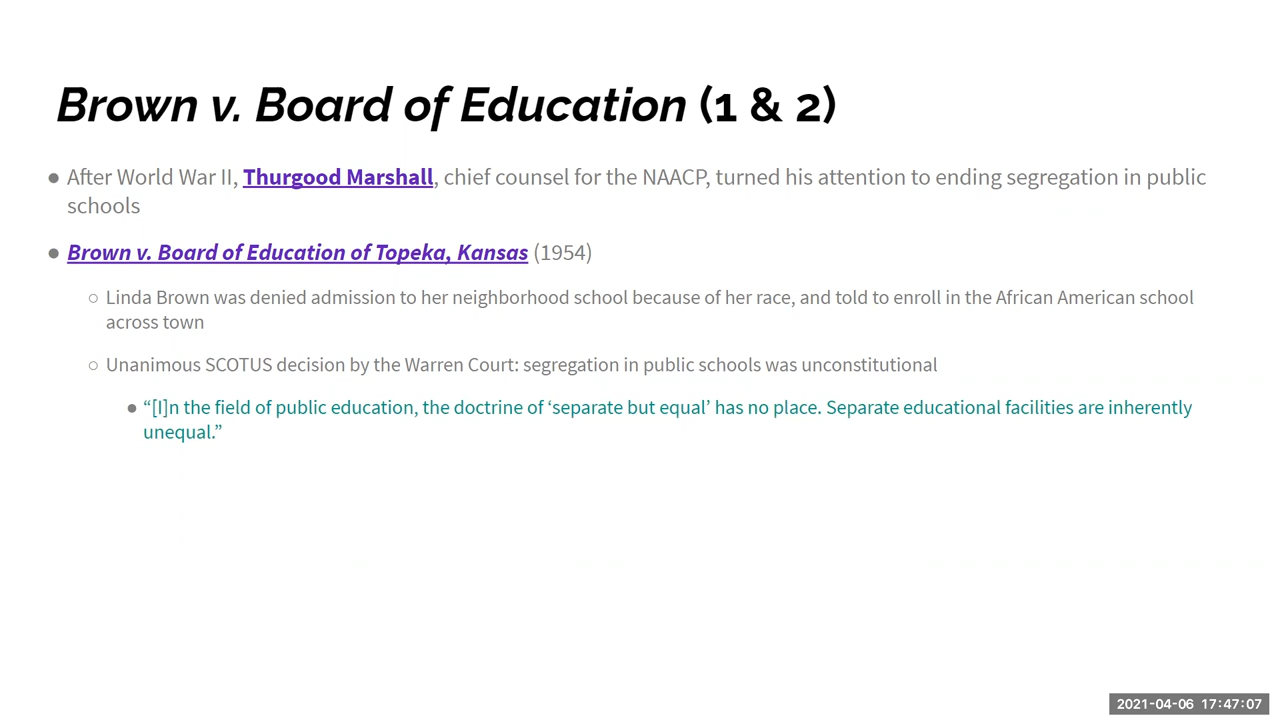 Brown v. Board of Education (1 & 2)
● After World War II, Thurgood Marshall, chief counsel for the NAACP, turned his attention to ending segregation in public
schools
● Brown v. Board of Education of Topeka, Kansas (1954)
○ Linda Brown was denied admission to her neighborhood school because of her race, and told to enroll in the African American school
across town
○ Unanimous SCOTUS decision by the Warren Court: segregation in public schools was unconstitutional
● “[I]n the field of public education, the doctrine of ‘separate but equal’ has no place. Separate educational facilities are inherently
unequal.”
2021-04-06 17:47:07